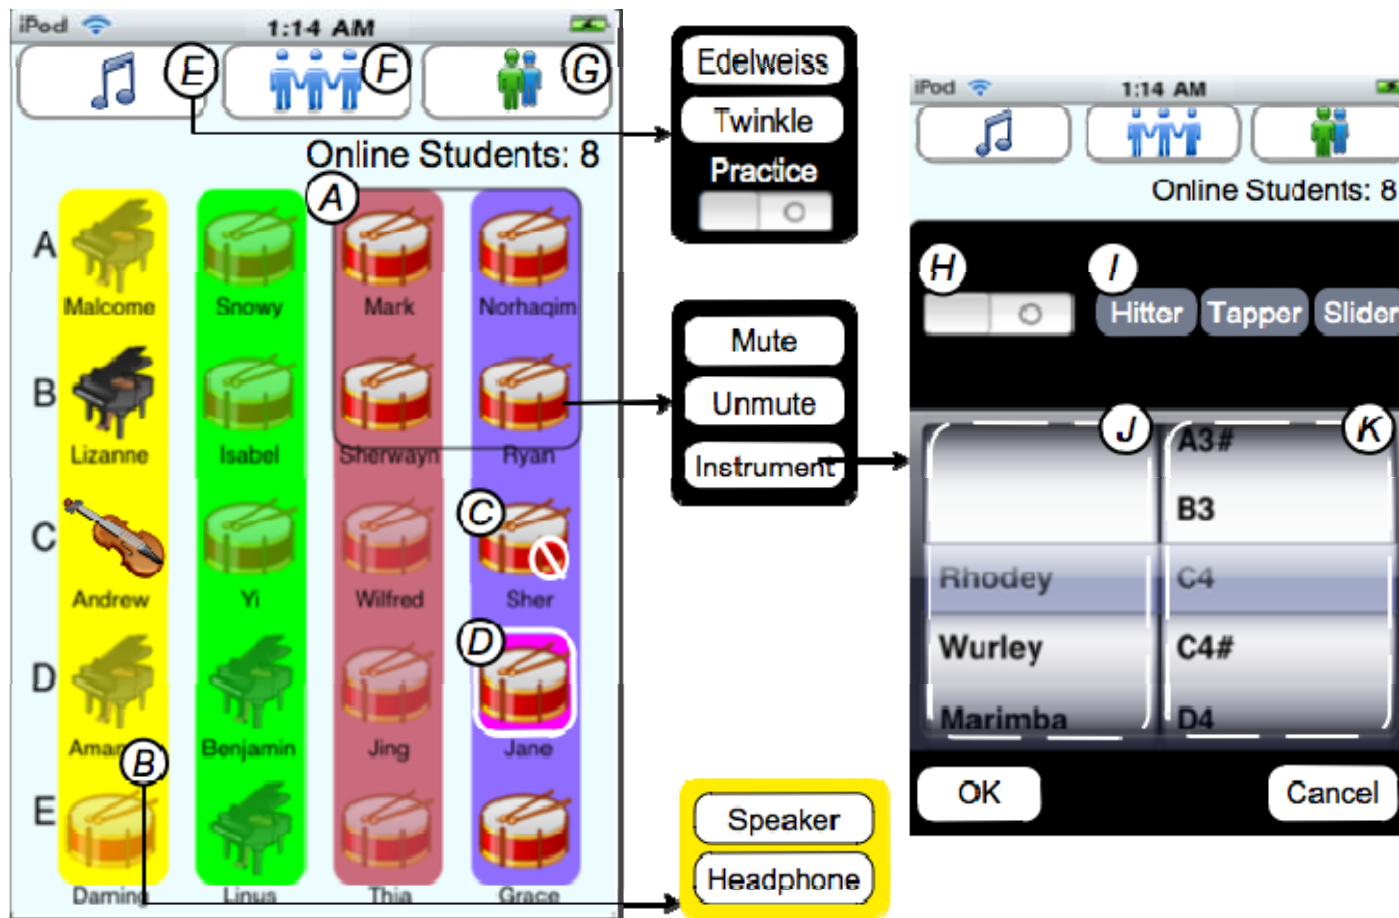 iPod 1:14 AM
E F G
Online Students: 8
A
A
Malcome Snowy Mark Norhaqim
B
Lizanne Isabel Sherwayn Ryan
C
C
Andrew Yi Wilfred Sher
D
D
Benjamin Jing Jane
B
E
Daming Linus Thia Grace
Edelweiss
Twinkle
Practice
Mute
Unmute
Instrument
Speaker
Headphone
iPod 1:14 AM
Online Students: 8
H I
Hitter Tapper Slider
J K
A3#
B3
Rhodey C4
Wurley C4#
Marimba D4
OK Cancel